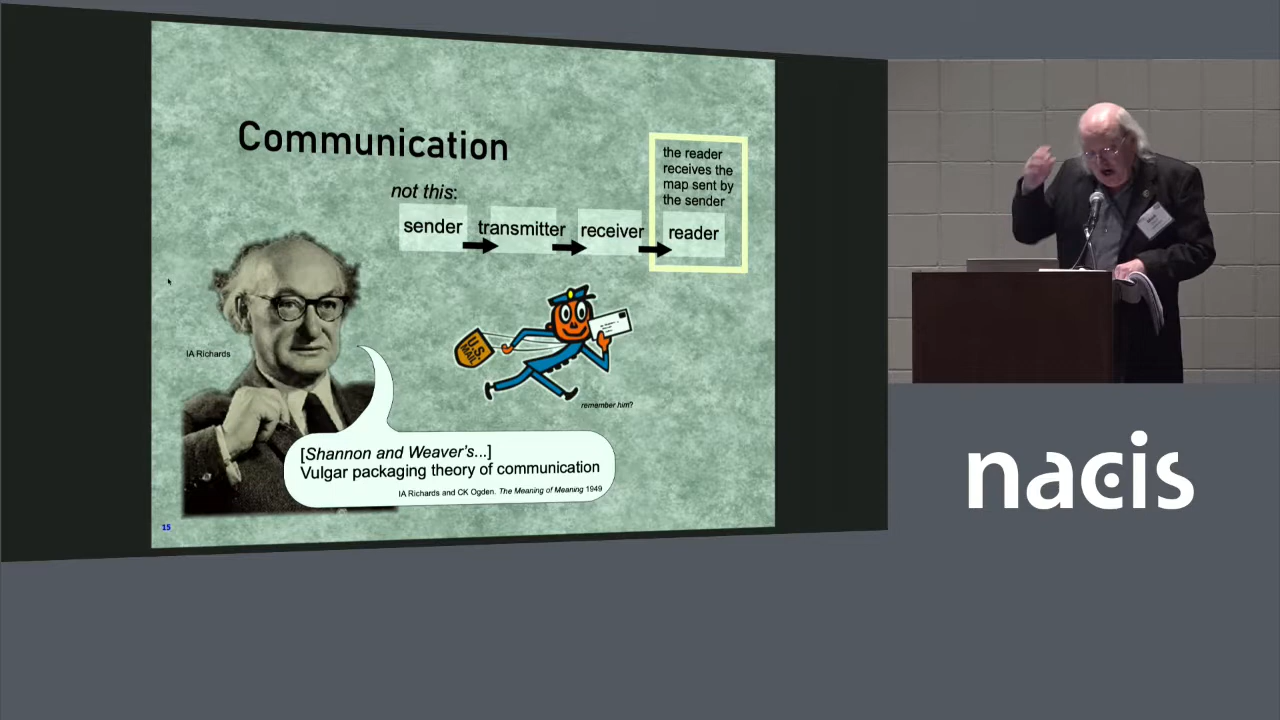 Communication
not this:
sender
transmitter
receiver
reader
the reader
receives the
map sent by
the sender
IA Richards
U.S.
MAIL
remember him?
[Shannon and Weaver's...]
Vulgar packaging theory of communication
IA Richards and CK Ogden. The Meaning of Meaning 1949
15
nacis